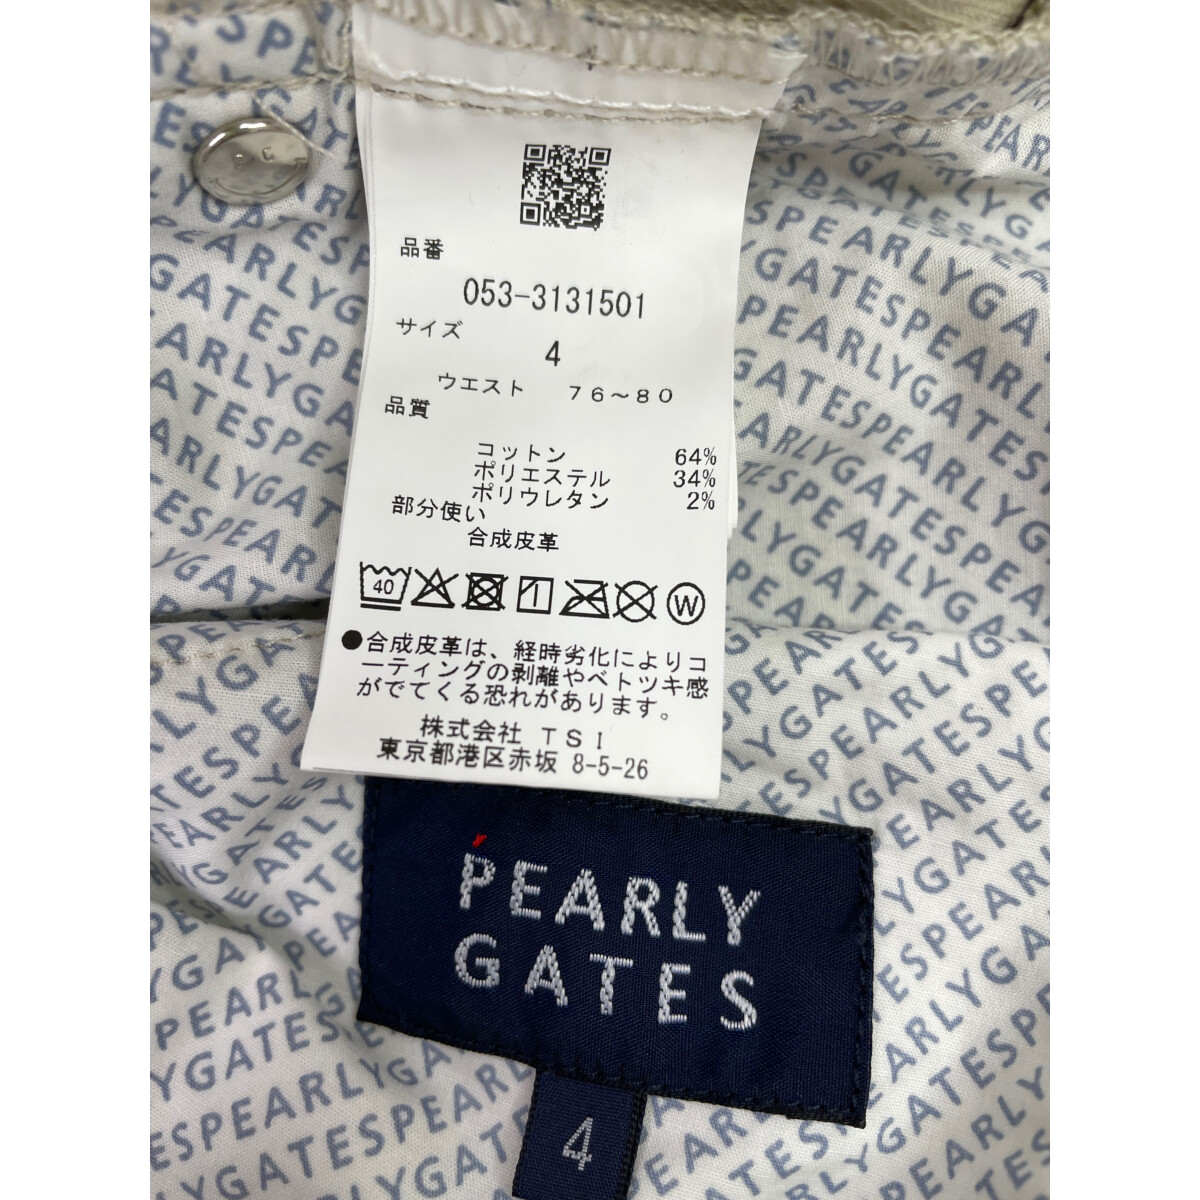 品番
053-3131501
サイズ
4
ウエスト 76~80
品質
コットン 64%
ポリエステル 34%
ポリウレタン 2%
部分使い
合成皮革
40
W
●合成皮革は、経時劣化によりコ
ーティングの剥離やベトツキ感
がでてくる恐れがあります。
株式会社 TSI
東京都港区赤坂 8-5-26
PEARLY
GATES
4